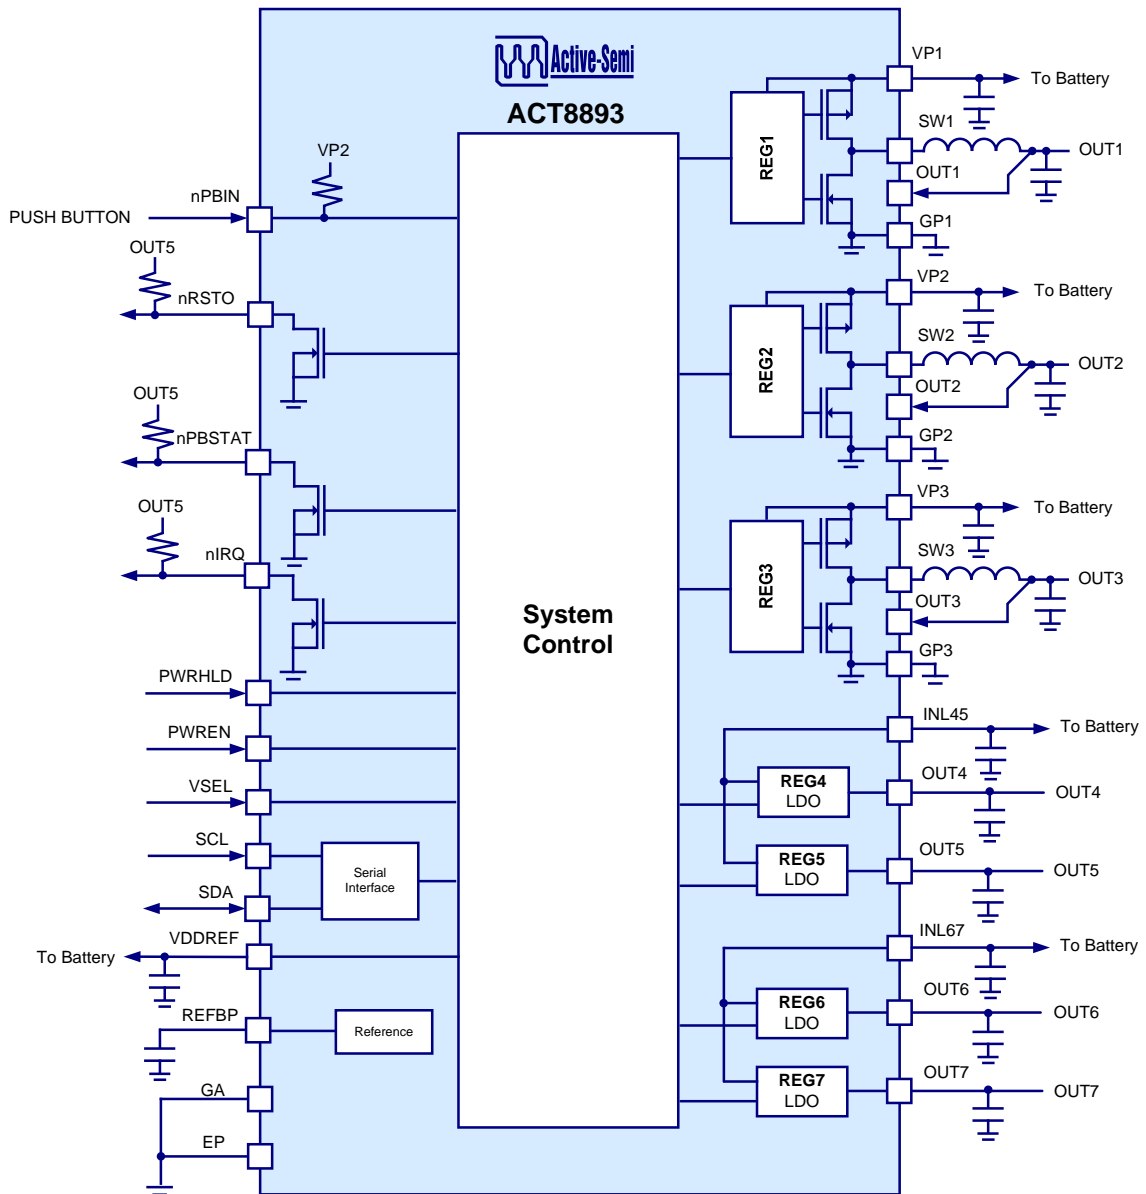 Active-Semi
ACT8893
VP2
nPBIN
PUSH BUTTON
OUT5
nRSTO
OUT5
nPBSTAT
OUT5
nIRQ
PWRHLD
PWREN
VSEL
SCL
SDA
Serial
Interface
VDDREF
To Battery
REFBP
Reference
GA
EP
System
Control
VP1
To Battery
REG1
SW1
OUT1
OUT1
GP1
VP2
To Battery
REG2
SW2
OUT2
OUT2
GP2
VP3
To Battery
REG3
SW3
OUT3
OUT3
GP3
INL45
To Battery
REG4
LDO
OUT4
OUT4
REG5
LDO
OUT5
OUT5
INL67
To Battery
REG6
LDO
OUT6
OUT6
REG7
LDO
OUT7
OUT7